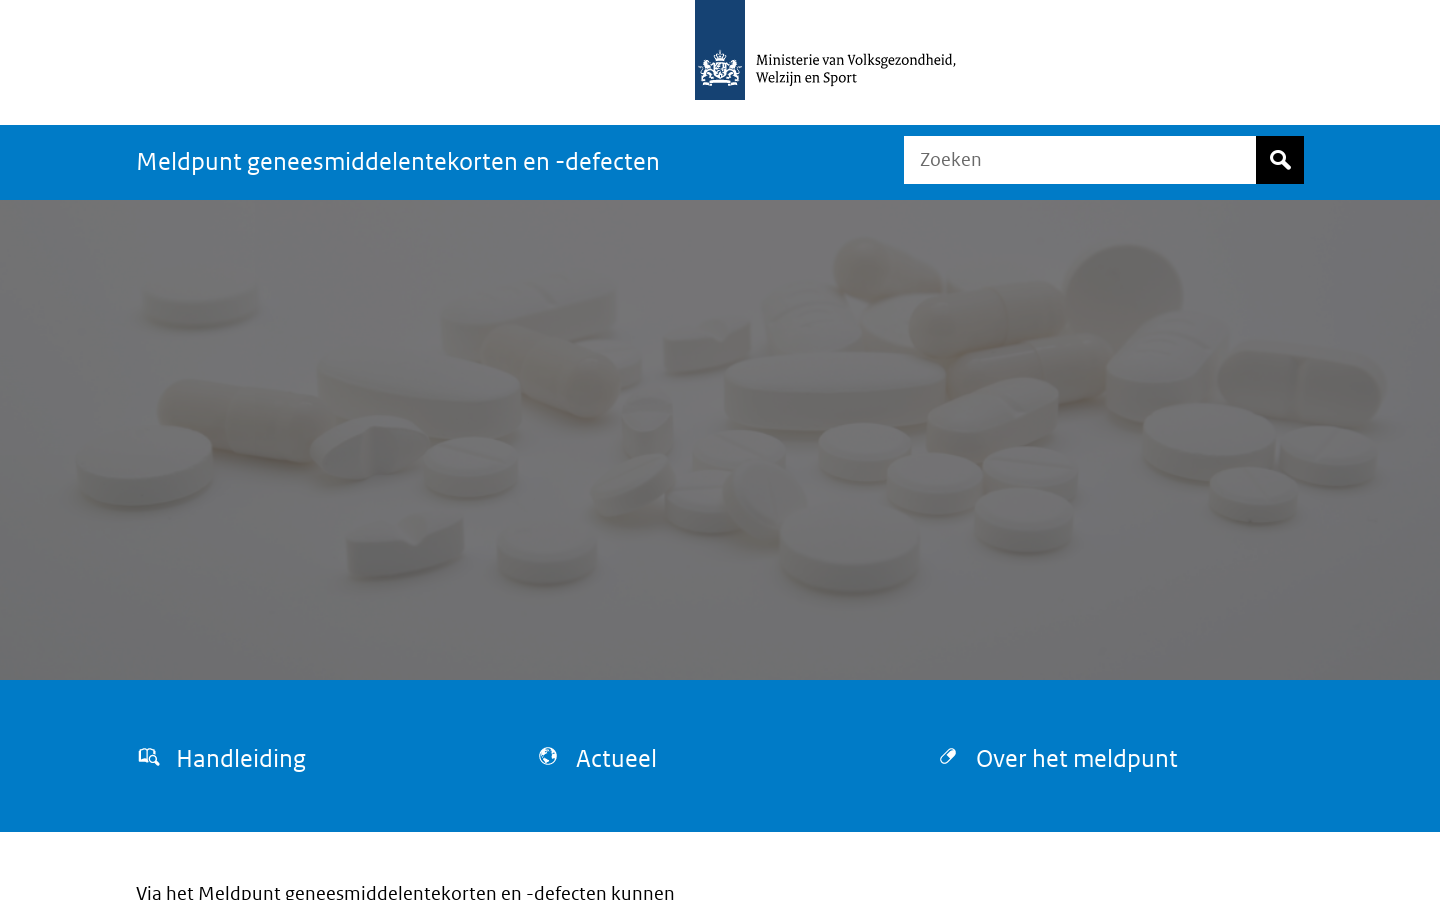 Ministerie van Volksgezondheid,
Welzijn en Sport
Meldpunt geneesmiddelentekorten en -defecten
Zoeken
Handleiding
Actueel
Over het meldpunt
Via het Meldpunt geneesmiddelentekorten en -defecten kunnen